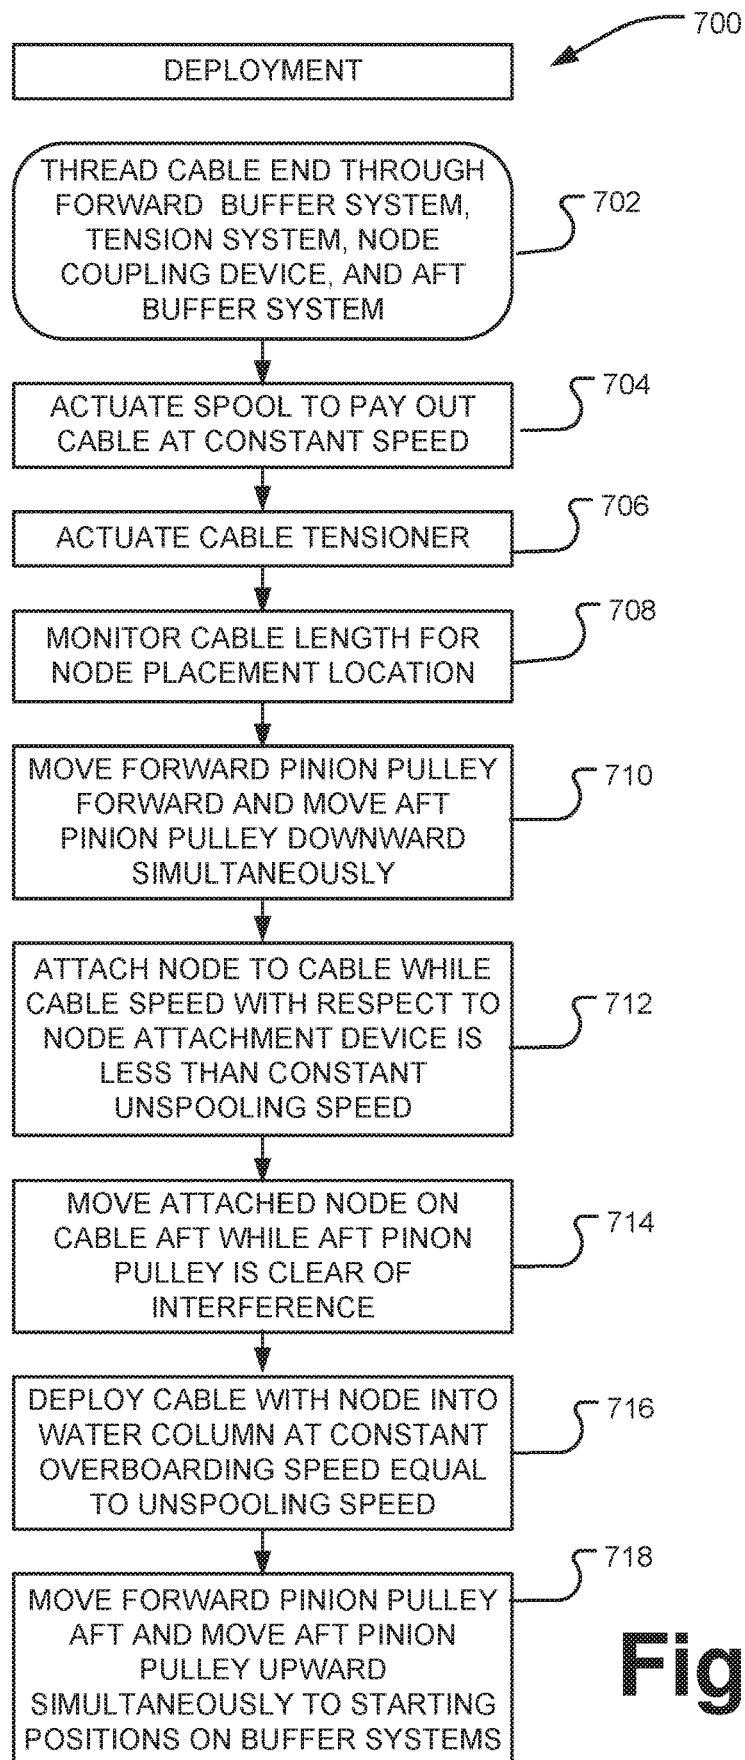 700
DEPLOYMENT
THREAD CABLE END THROUGH
FORWARD BUFFER SYSTEM,
TENSION SYSTEM, NODE
COUPLING DEVICE, AND AFT
BUFFER SYSTEM
702
ACTUATE SPOOL TO PAY OUT
CABLE AT CONSTANT SPEED
704
ACTUATE CABLE TENSIONER
706
MONITOR CABLE LENGTH FOR
NODE PLACEMENT LOCATION
708
MOVE FORWARD PINION PULLEY
FORWARD AND MOVE AFT
PINION PULLEY DOWNWARD
SIMULTANEOUSLY
710
ATTACH NODE TO CABLE WHILE
CABLE SPEED WITH RESPECT TO
NODE ATTACHMENT DEVICE IS
LESS THAN CONSTANT
UNSPOOLING SPEED
712
MOVE ATTACHED NODE ON
CABLE AFT WHILE AFT PINON
PULLEY IS CLEAR OF
INTERFERENCE
714
DEPLOY CABLE WITH NODE INTO
WATER COLUMN AT CONSTANT
OVERBOARDING SPEED EQUAL
TO UNSPOOLING SPEED
716
MOVE FORWARD PINION PULLEY
AFT AND MOVE AFT PINION
PULLEY UPWARD
SIMULTANEOUSLY TO STARTING
POSITIONS ON BUFFER SYSTEMS
718
Fig